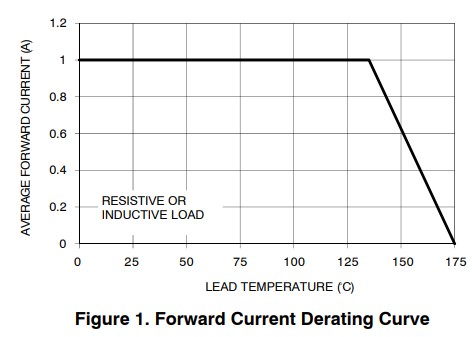 1.2
1
0.8
0.6
0.4
0.2
0
AVERAGE FORWARD CURRENT (A)
RESISTIVE OR
INDUCTIVE LOAD
0 25 50 75 100 125 150 175
LEAD TEMPERATURE (°C)
Figure 1. Forward Current Derating Curve